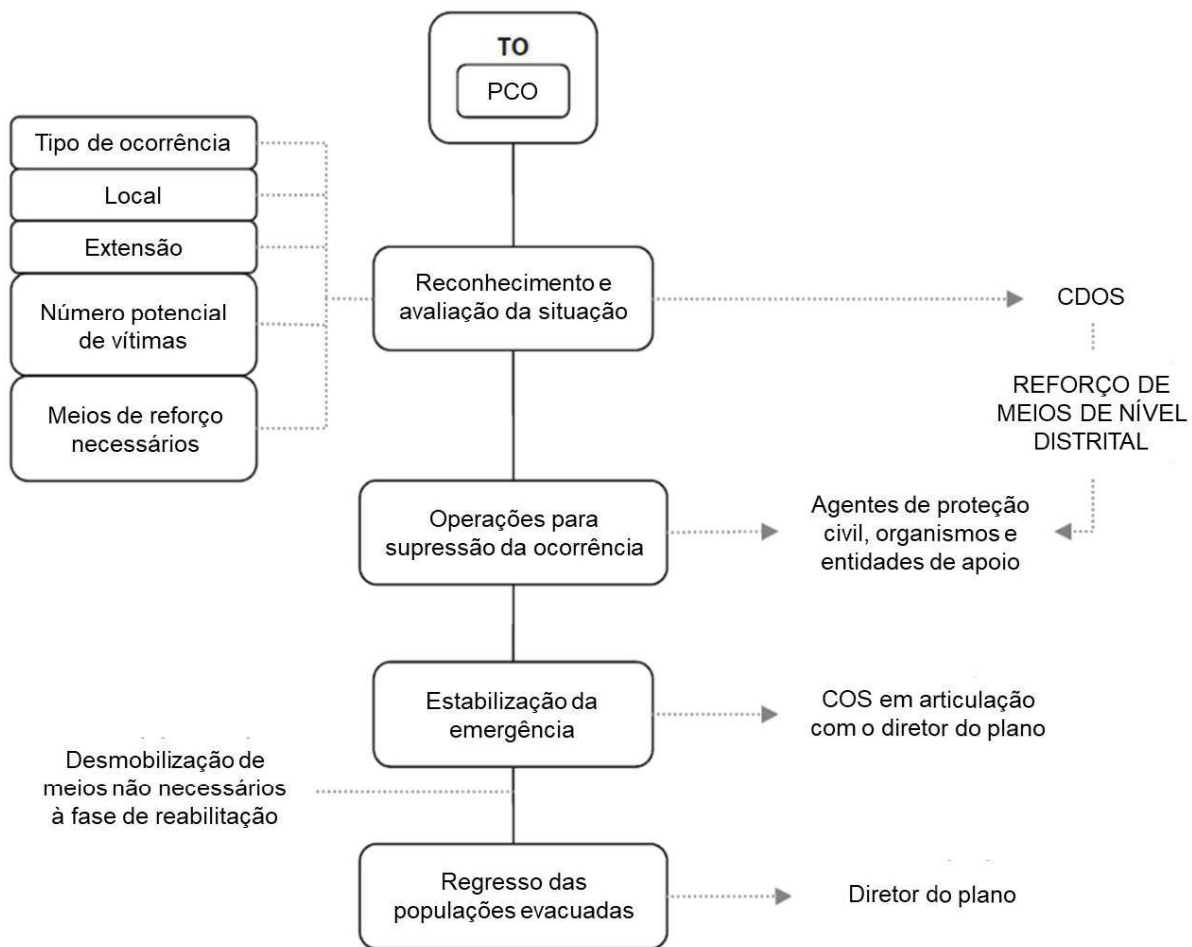 TO
PCO
Tipo de ocorrência
Local
Extensão
Número potencial
de vítimas
Meios de reforço
necessários
Reconhecimento e
avaliação da situação
CDOS
REFORÇO DE
MEIOS DE NÍVEL
DISTRITAL
Operações para
supressão da ocorrência
Agentes de proteção
civil, organismos e
entidades de apoio
Estabilização da
emergência
COS em articulação
com o diretor do plano
Desmobilização de
meios não necessários
à fase de reabilitação
Regresso das
populações evacuadas
Diretor do plano